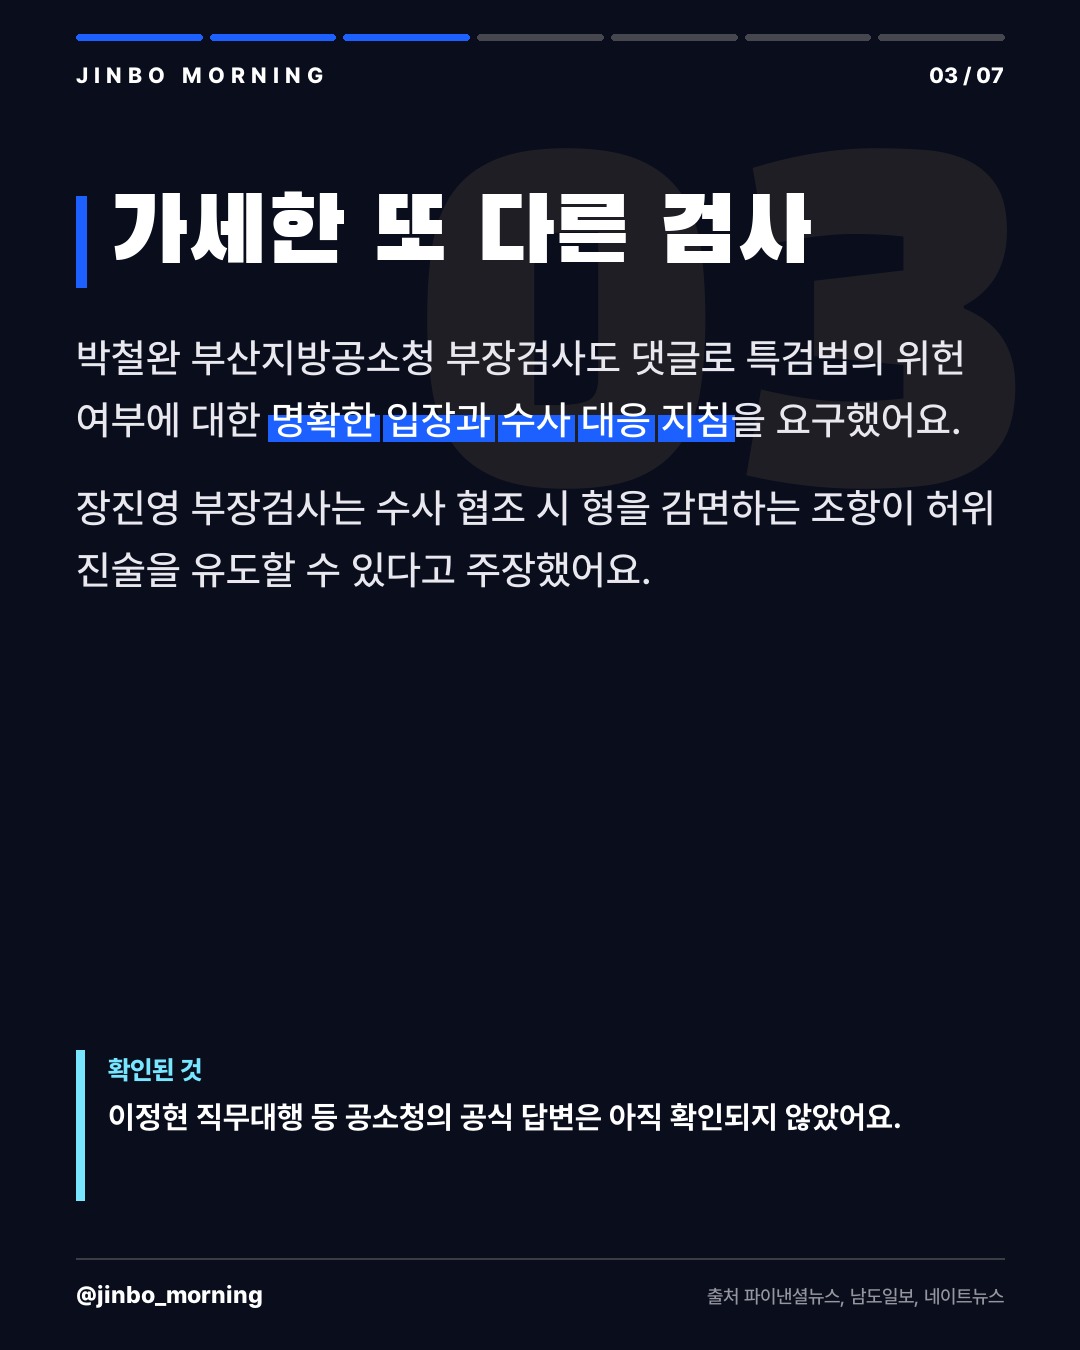 JINBO MORNING
03 / 07
03
가세한 또 다른 검사
박철완 부산지방공소청 부장검사도 댓글로 특검법의 위헌
여부에 대한 명확한 입장과 수사 대응 지침을 요구했어요.
장진영 부장검사는 수사 협조 시 형을 감면하는 조항이 허위
진술을 유도할 수 있다고 주장했어요.
확인된 것
이정현 직무대행 등 공소청의 공식 답변은 아직 확인되지 않았어요.
@jinbo_morning
출처 파이낸셜뉴스, 남도일보, 네이트뉴스